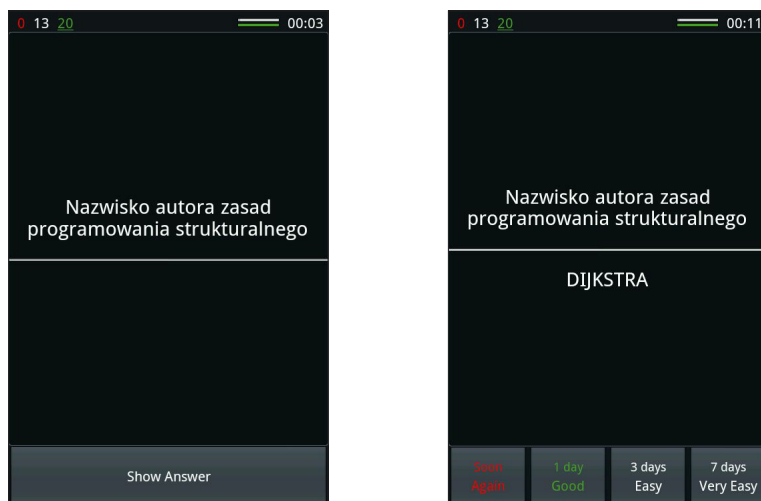 0 13 20 00:03
Nazwisko autora zasad
programowania strukturalnego
Show Answer
0 13 20 00:11
Nazwisko autora zasad
programowania strukturalnego
DIJKSTRA
Soon
Again
1 day
Good
3 days
Easy
7 days
Very Easy